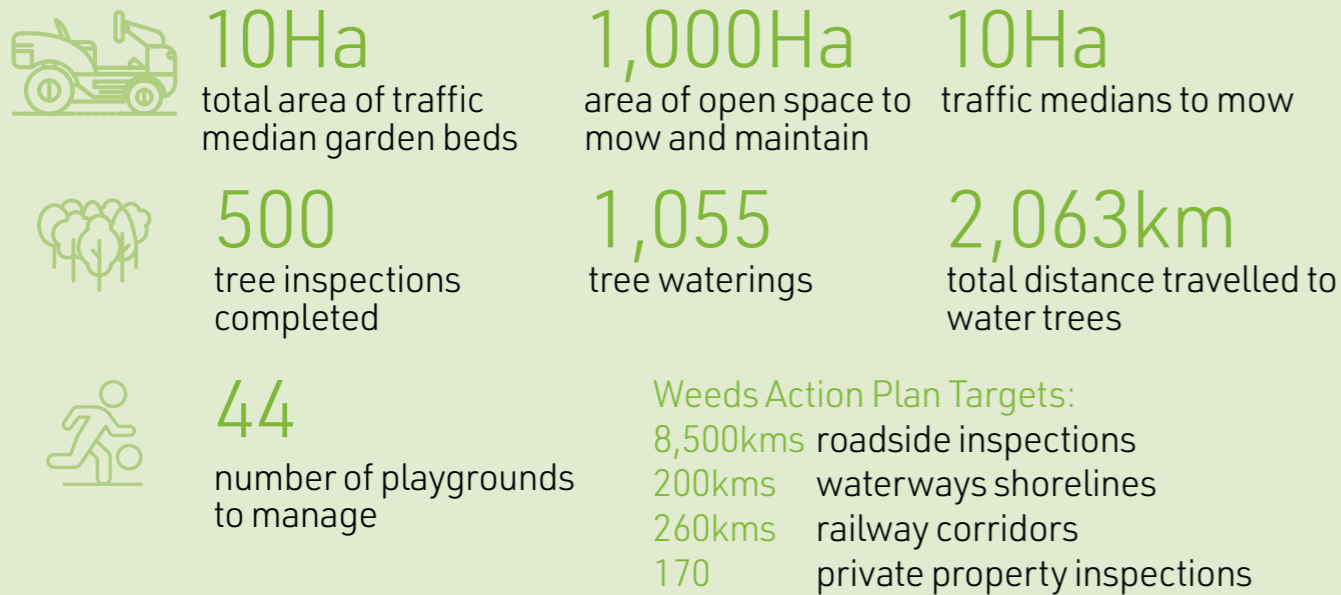 10Ha
total area of traffic
median garden beds
1,000Ha
area of open space to
mow and maintain
10Ha
traffic medians to mow
500
tree inspections
completed
1,055
tree waterings
2,063km
total distance travelled to
water trees
44
number of playgrounds
to manage
Weeds Action Plan Targets:
8,500kms roadside inspections
200kms waterways shorelines
260kms railway corridors
170 private property inspections